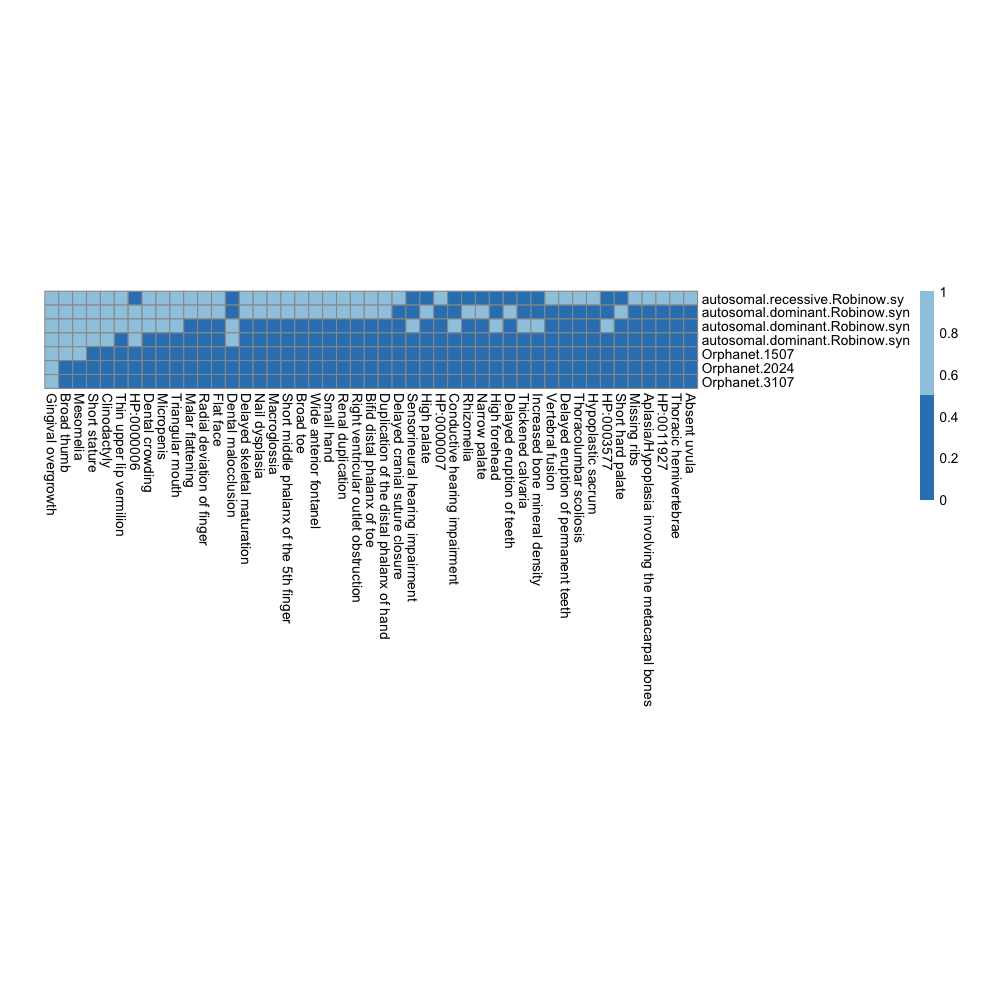 autosomal.recessive.Robinow.sy
autosomal.dominant.Robinow.syn
autosomal.dominant.Robinow.syn
autosomal.dominant.Robinow.syn
Orphanet.1507
Orphanet.2024
Orphanet.3107
Gingival overgrowth
Broad thumb
Mesomelia
Short stature
Clinodactyly
Thin upper lip vermilion
HP:0000006
Dental crowding
Micropenis
Triangular mouth
Malar flattening
Radial deviation of finger
Flat face
Dental malocclusion
Delayed skeletal maturation
Nail dysplasia
Macroglossia
Short middle phalanx of the 5th finger
Broad toe
Wide anterior fontanel
Small hand
Renal duplication
Right ventricular outlet obstruction
Bifid distal phalanx of toe
Duplication of the distal phalanx of hand
Delayed cranial suture closure
Sensorineural hearing impairment
High palate
HP:0000007
Conductive hearing impairment
Rhizomelia
Narrow palate
High forehead
Delayed eruption of teeth
Thickened calvaria
Increased bone mineral density
Vertebral fusion
Delayed eruption of permanent teeth
Thoracolumbar scoliosis
Hypoplastic sacrum
HP:0003577
Short hard palate
Missing ribs
Aplasia/Hypoplasia involving the metacarpal bones
HP:0011927
Thoracic hemivertebrae
Absent uvula
1
0.8
0.6
0.4
0.2
0